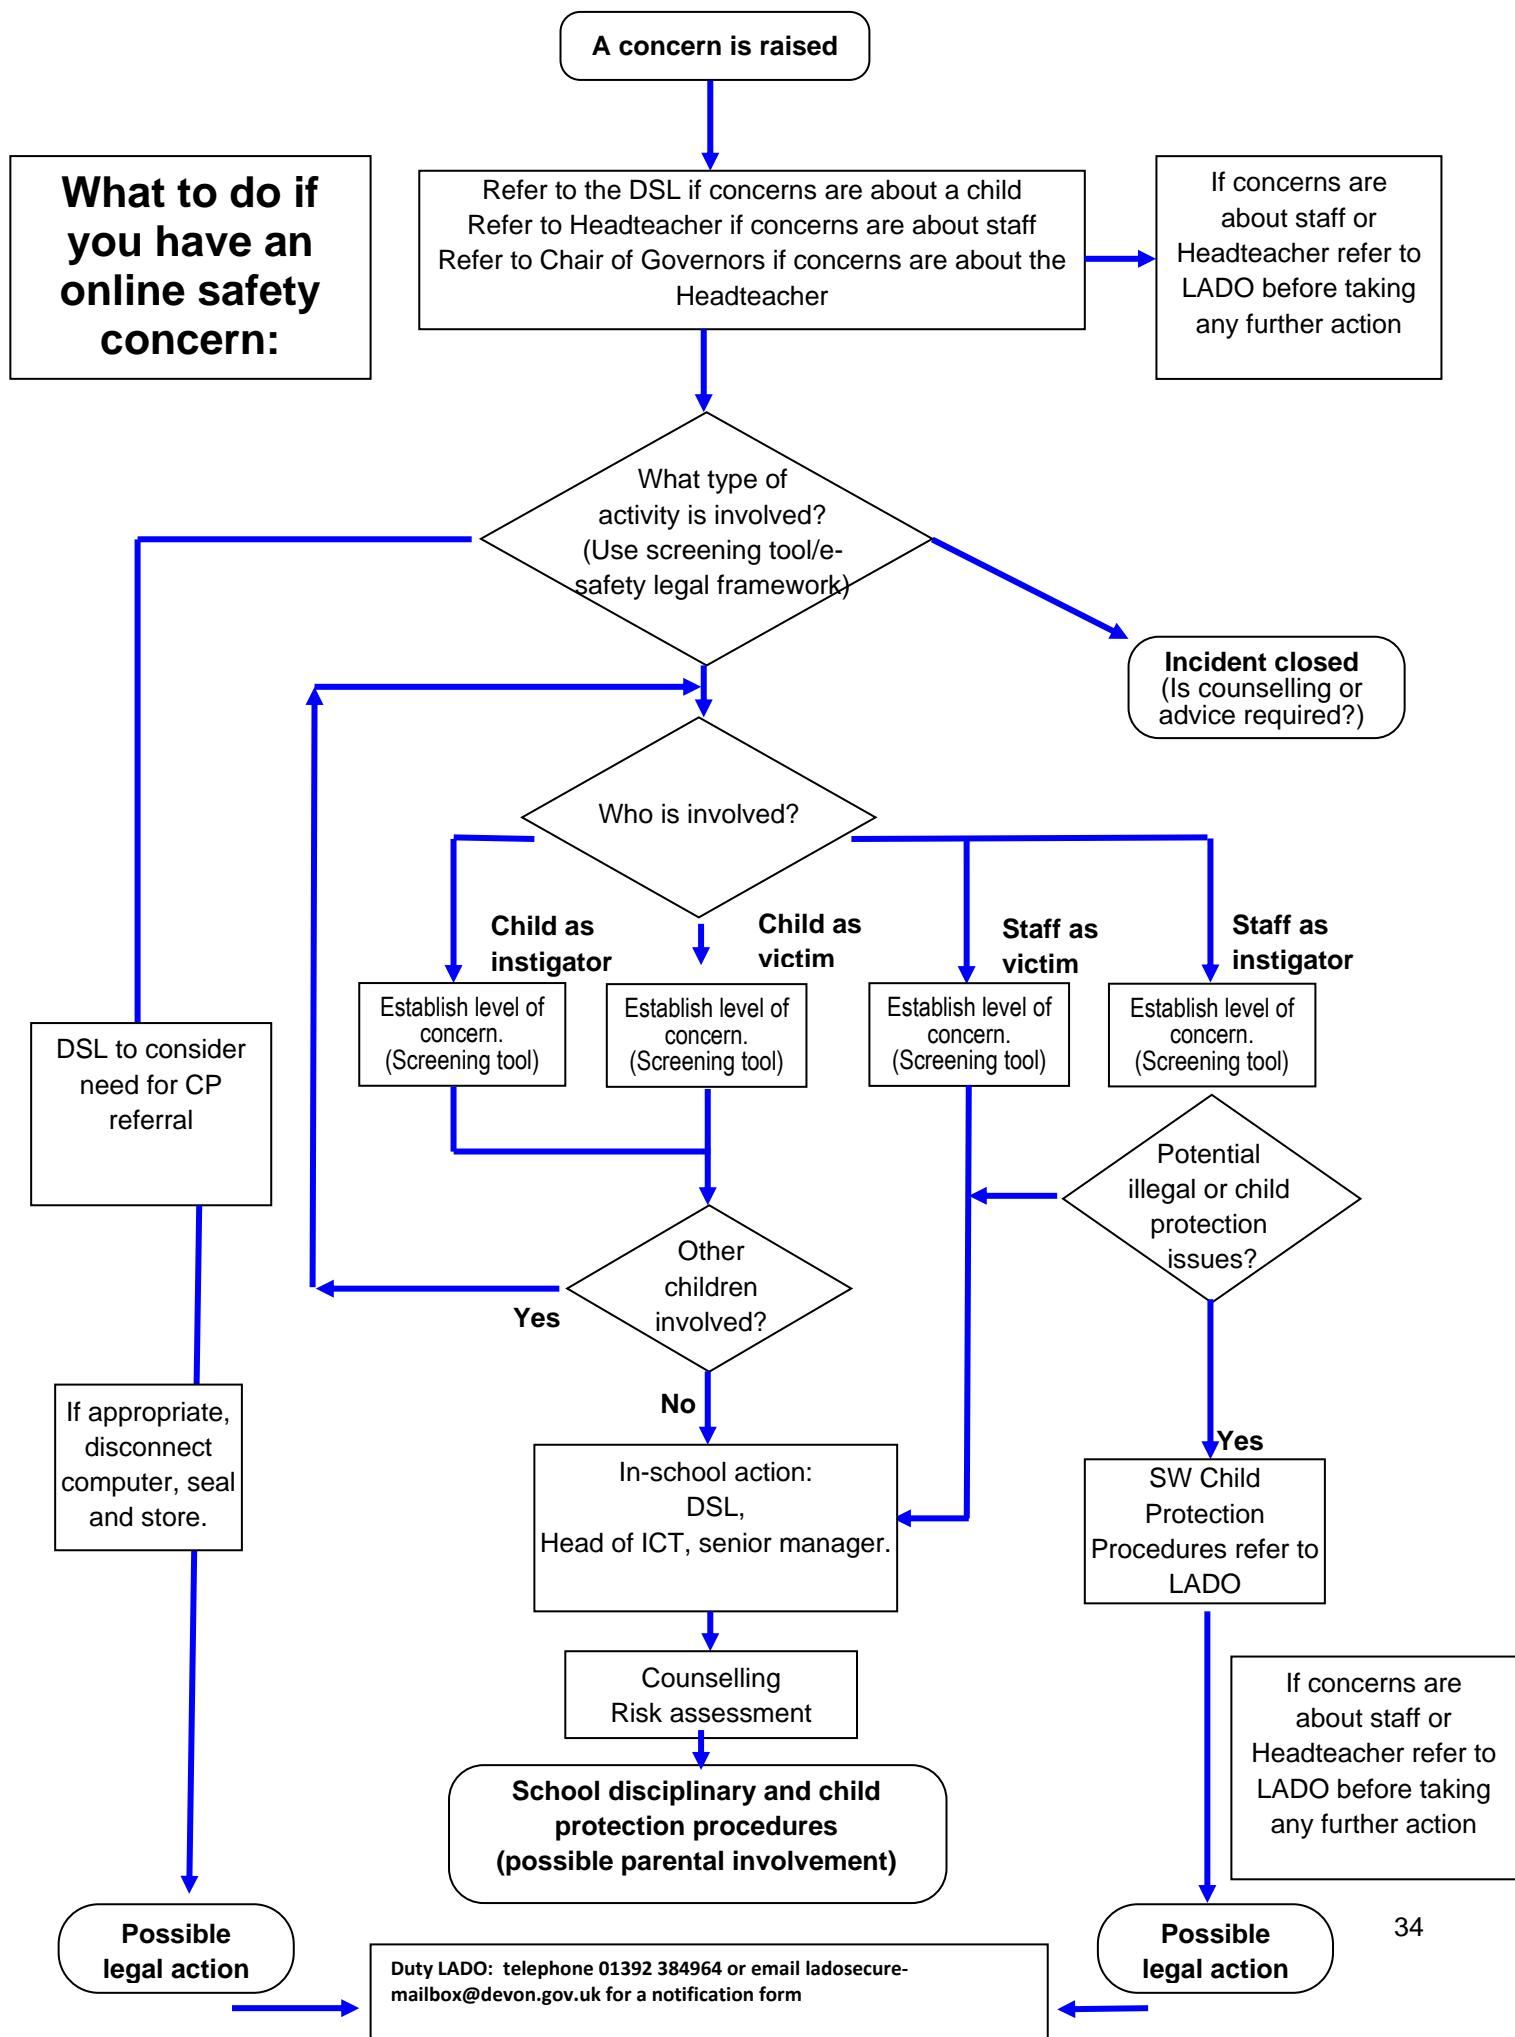 A concern is raised
What to do if
you have an
online safety
concern:
Refer to the DSL if concerns are about a child
Refer to Headteacher if concerns are about staff
Refer to Chair of Governors if concerns are about the
Headteacher
If concerns are
about staff or
Headteacher refer to
LADO before taking
any further action
What type of
activity is involved?
(Use screening tool/e-
safety legal framework)
Incident closed
(Is counselling or
advice required?)
Who is involved?
Child as
instigator
Child as
victim
Staff as
victim
Staff as
instigator
Establish level of
concern.
(Screening tool)
Establish level of
concern.
(Screening tool)
Establish level of
concern.
(Screening tool)
Establish level of
concern.
(Screening tool)
DSL to consider
need for CP
referral
Potential
illegal or child
protection
issues?
Other
children
involved?
Yes
No
If appropriate,
disconnect
computer, seal
and store.
In-school action:
DSL,
Head of ICT, senior manager.
Yes
SW Child
Protection
Procedures refer to
LADO
Counselling
Risk assessment
If concerns are
about staff or
Headteacher refer to
LADO before taking
any further action
School disciplinary and child
protection procedures
(possible parental involvement)
Possible
legal action
Possible
legal action
34
Duty LADO: telephone 01392 384964 or email ladosecure-
mailbox@devon.gov.uk for a notification form